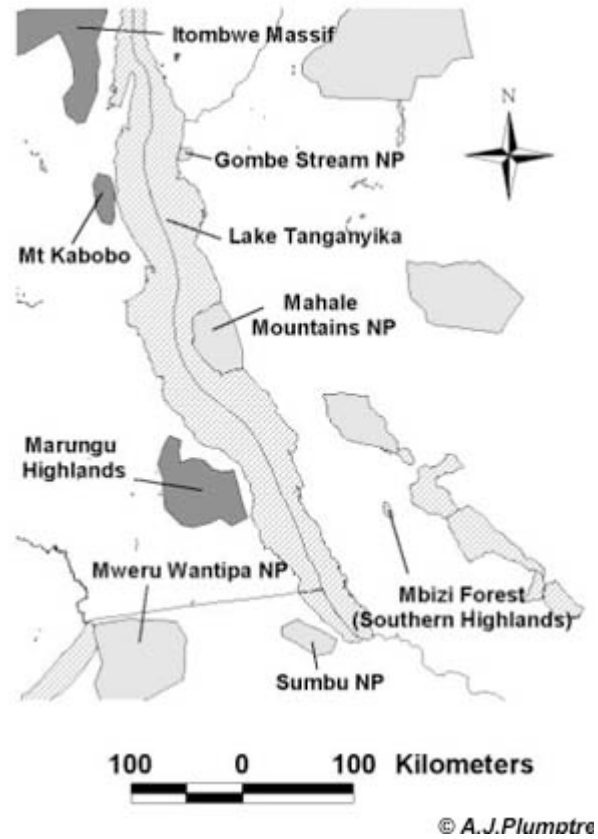 Itombwe Massif
N
Gombe Stream NP
Lake Tanganyika
Mt Kabobo
Mahale
Mountains NP
Marungu
Highlands
Mweru Wantipa NP
Mbizi Forest
(Southern Highlands)
Sumbu NP
100 0 100 Kilometers
© A.J.Plumptre